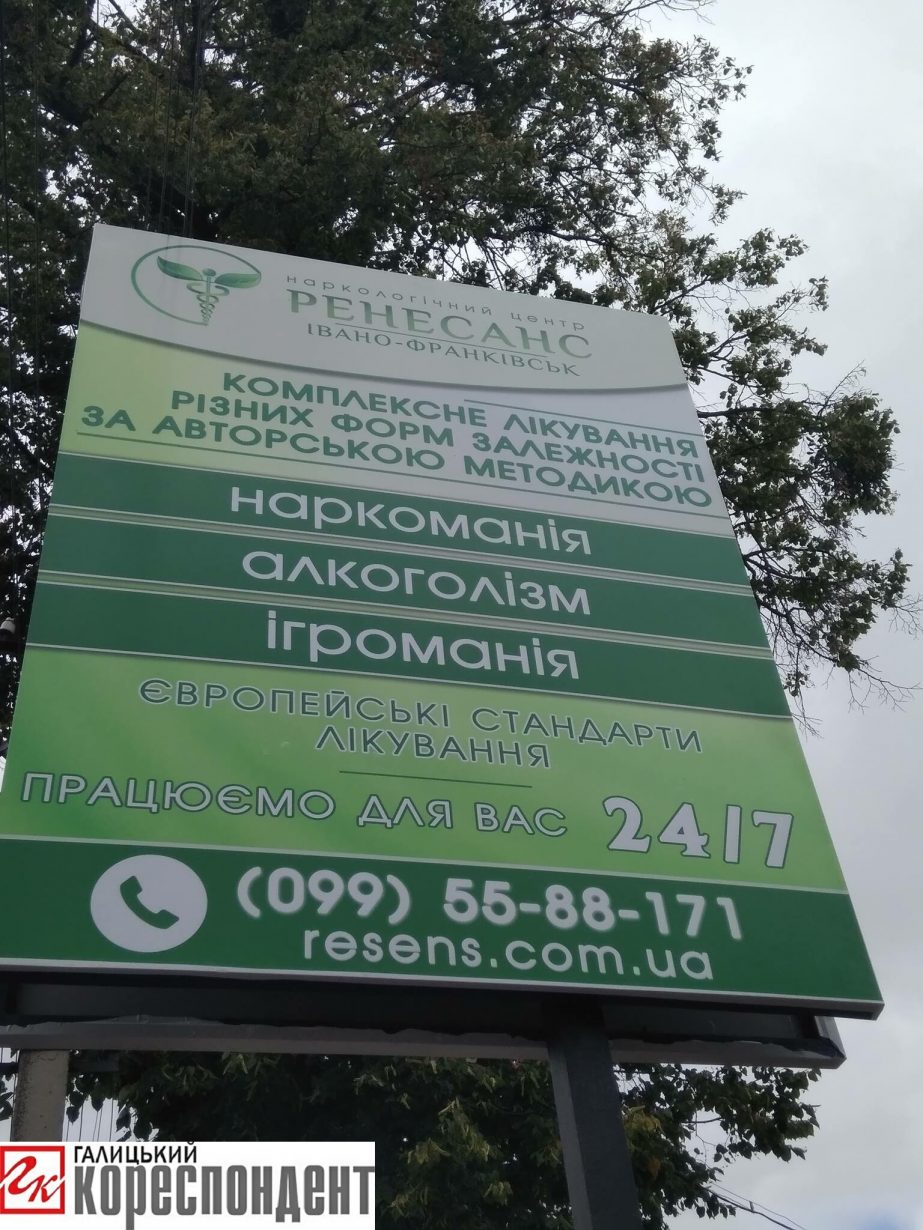 наркологічний центр
РЕНЕСАНС
ІВАНО-ФРАНКІВСЬК
КОМПЛЕКСНЕ ЛІКУВАННЯ
РІЗНИХ ФОРМ ЗАЛЕЖНОСТІ
ЗА АВТОРСЬКОЮ МЕТОДИКОЮ
наркоманія
алкоголізм
ігроманія
ЄВРОПЕЙСЬКІ СТАНДАРТИ
ЛІКУВАННЯ
ПРАЦЮЄМО ДЛЯ ВАС 24/7
(099) 55-88-171
resens.com.ua
ГК ГАЛИЦЬКИЙ
КОРЕСПОНДЕНТ